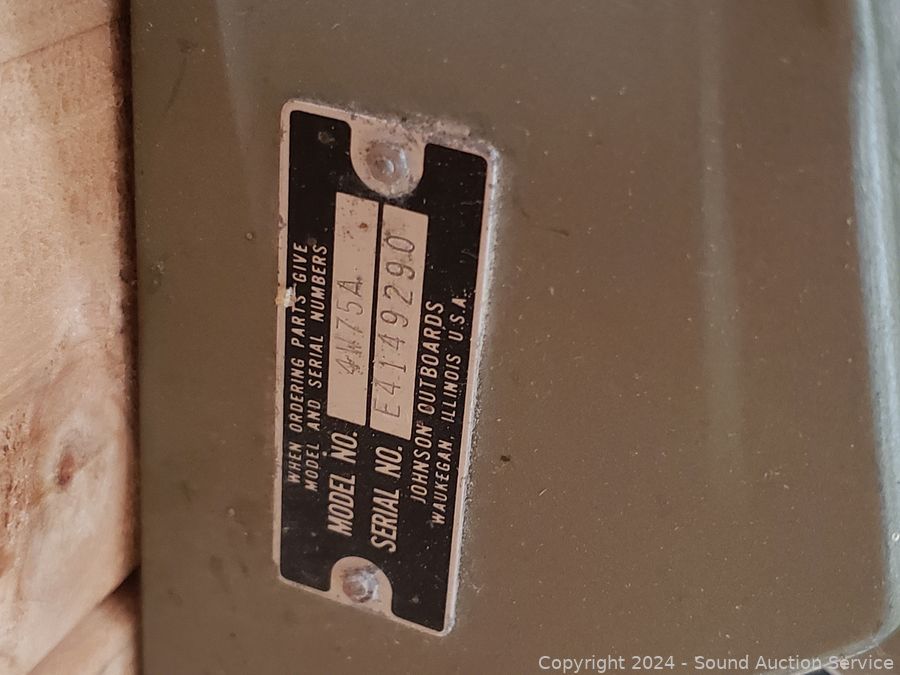 WHEN ORDERING PARTS GIVE
MODEL AND SERIAL NUMBERS
MODEL NO. 4W75A
SERIAL NO. E4149290
JOHNSON OUTBOARDS
WAUKEGAN, ILLINOIS U.S.A.
Copyright 2024 - Sound Auction Service